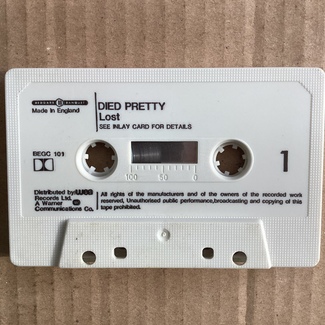 BEGGARS BANQUET
Made in England
DIED PRETTY
Lost
SEE INLAY CARD FOR DETAILS
BEGC 101
1
100 50 0
Distributed by wea
Records Ltd.
A Warner
Communications Co.
All rights of the manufacturers and of the owners of the recorded work
reserved, Unauthorised public performance,broadcasting and copying of this
tape prohibited.